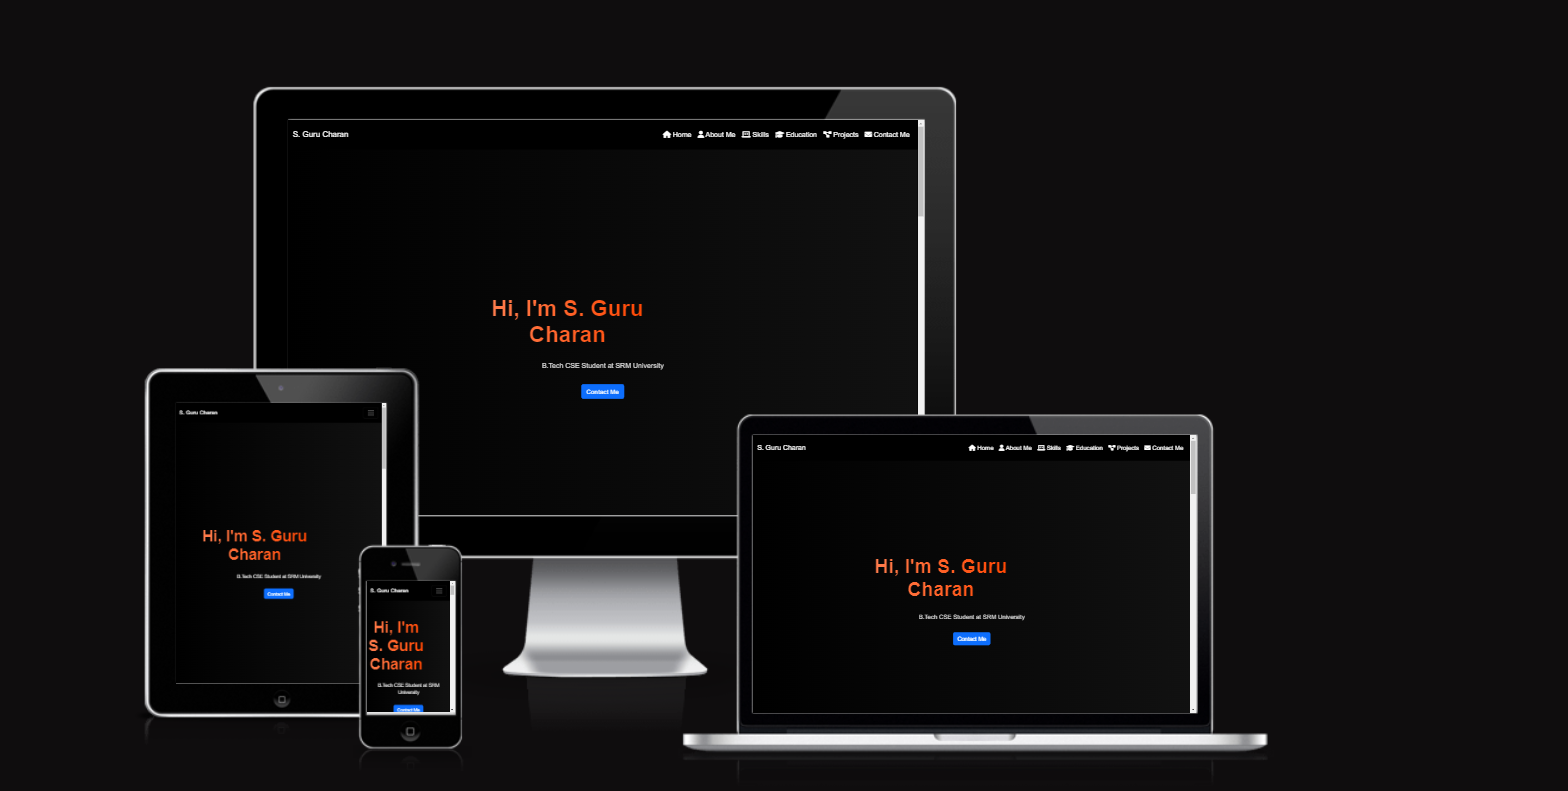 S. Guru Charan
Home About Me Skills Education Projects Contact Me
Hi, I'm S. Guru
Charan
B.Tech CSE Student at SRM University
Contact Me
S. Guru Charan
Hi, I'm S. Guru
Charan
B.Tech CSE Student at SRM University
Contact Me
S. Guru Charan
Hi, I'm
S. Guru
Charan
B.Tech CSE Student at SRM
University
Contact Me
S. Guru Charan
Home About Me Skills Education Projects Contact Me
Hi, I'm S. Guru
Charan
B.Tech CSE Student at SRM University
Contact Me